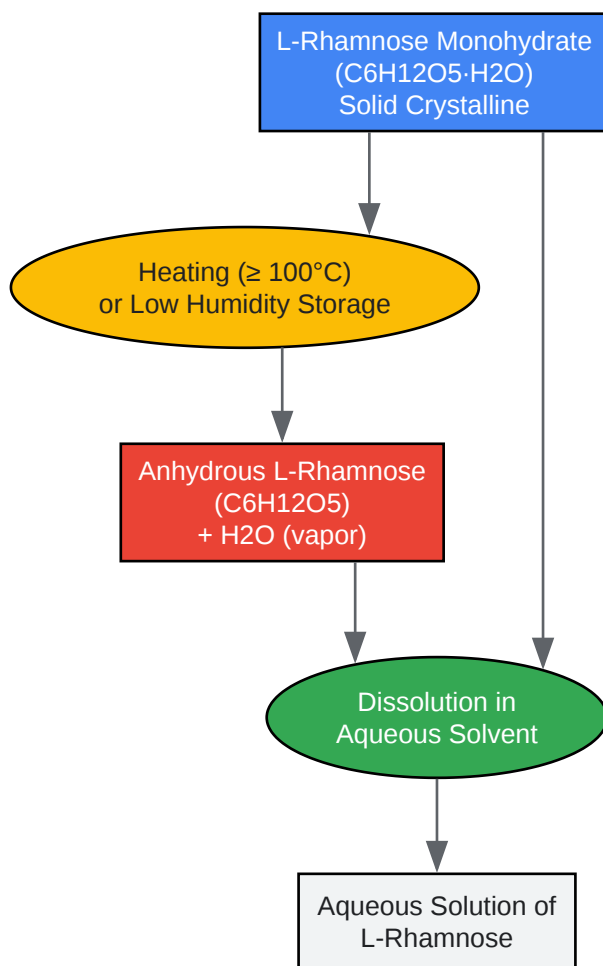 L-Rhamnose Monohydrate
(C6H12O5·H2O)
Solid Crystalline
Heating (≥ 100°C)
or Low Humidity Storage
Anhydrous L-Rhamnose
(C6H12O5)
+ H2O (vapor)
Dissolution in
Aqueous Solvent
Aqueous Solution of
L-Rhamnose